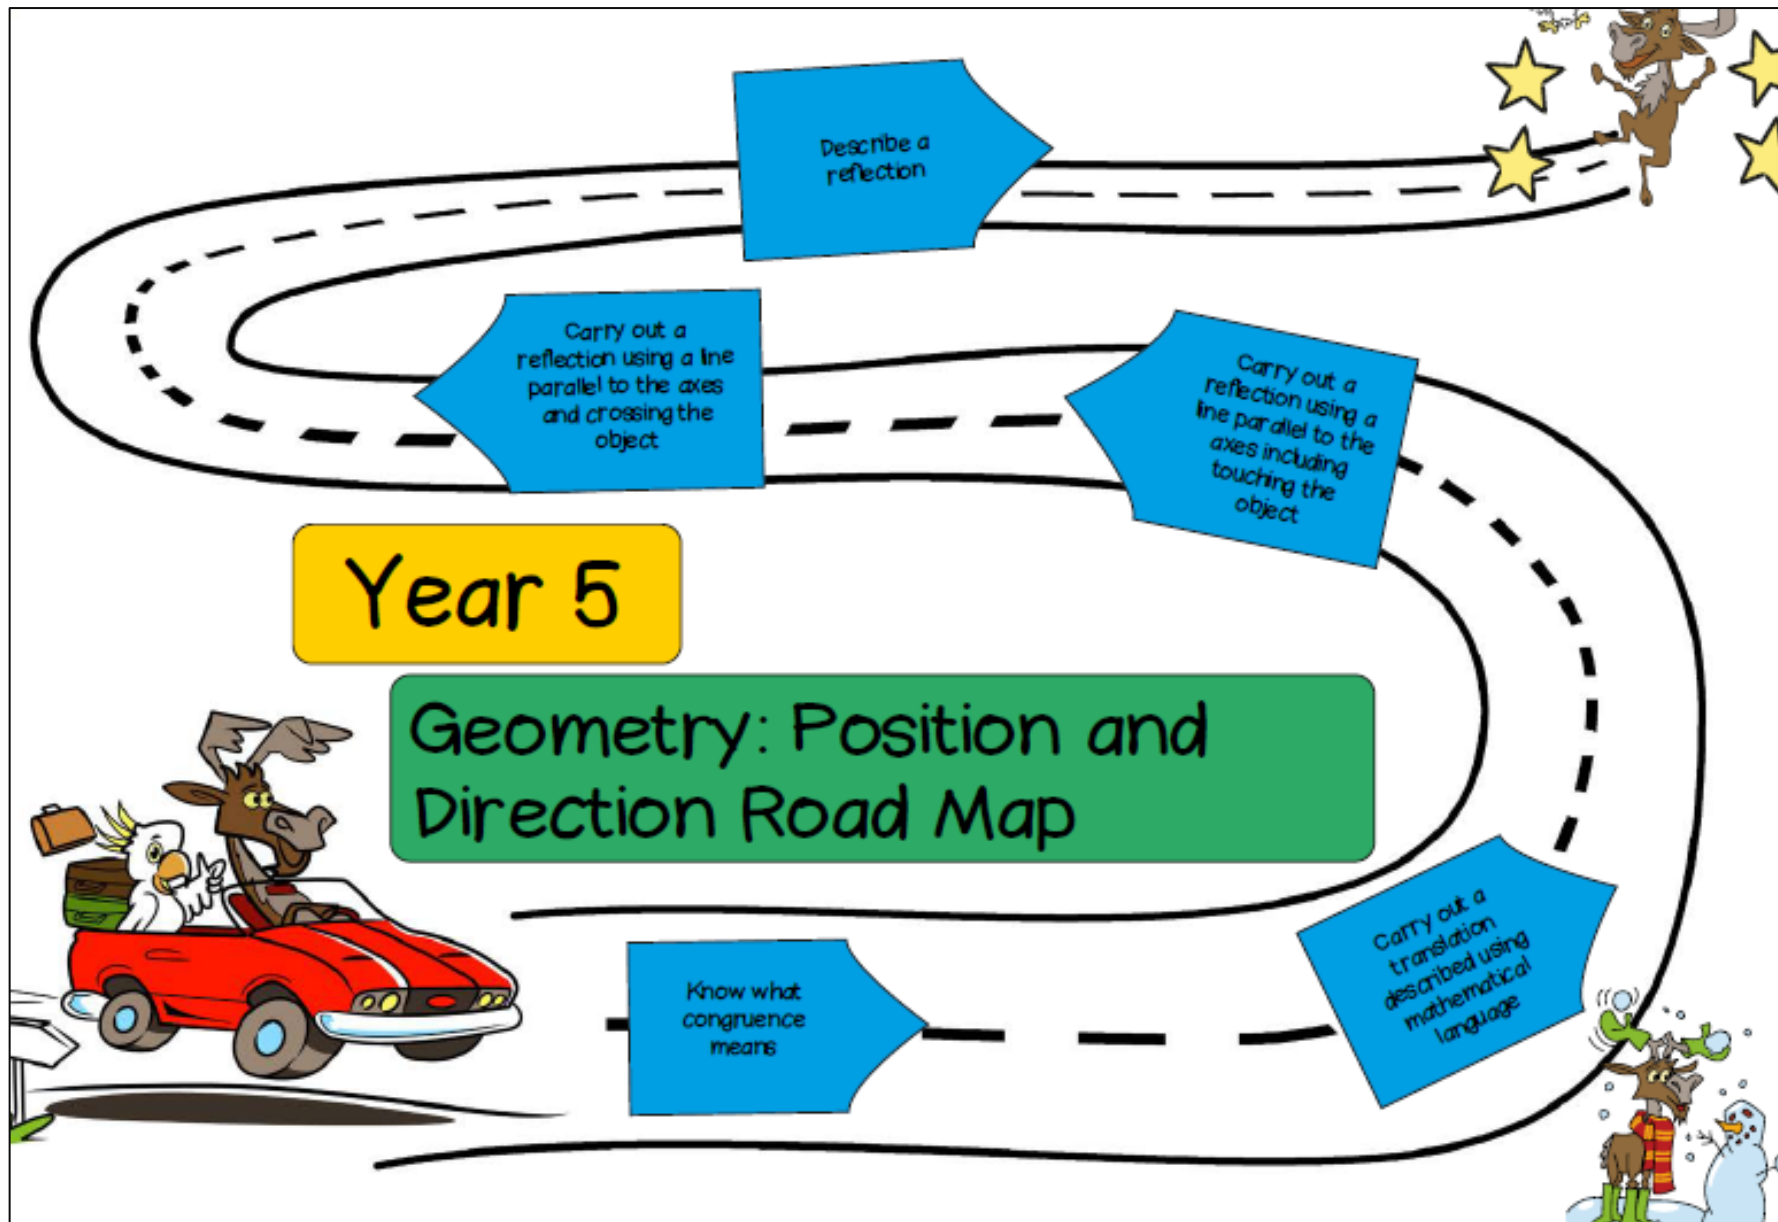 Describe a
reflection
Carry out a
reflection using a line
parallel to the axes
and crossing the
object
Carry out a
reflection using a
line parallel to the
axes including
touching the
object
Year 5
Geometry: Position and
Direction Road Map
Know what
congruence
means
Carry out a
translation
described using
mathematical
language